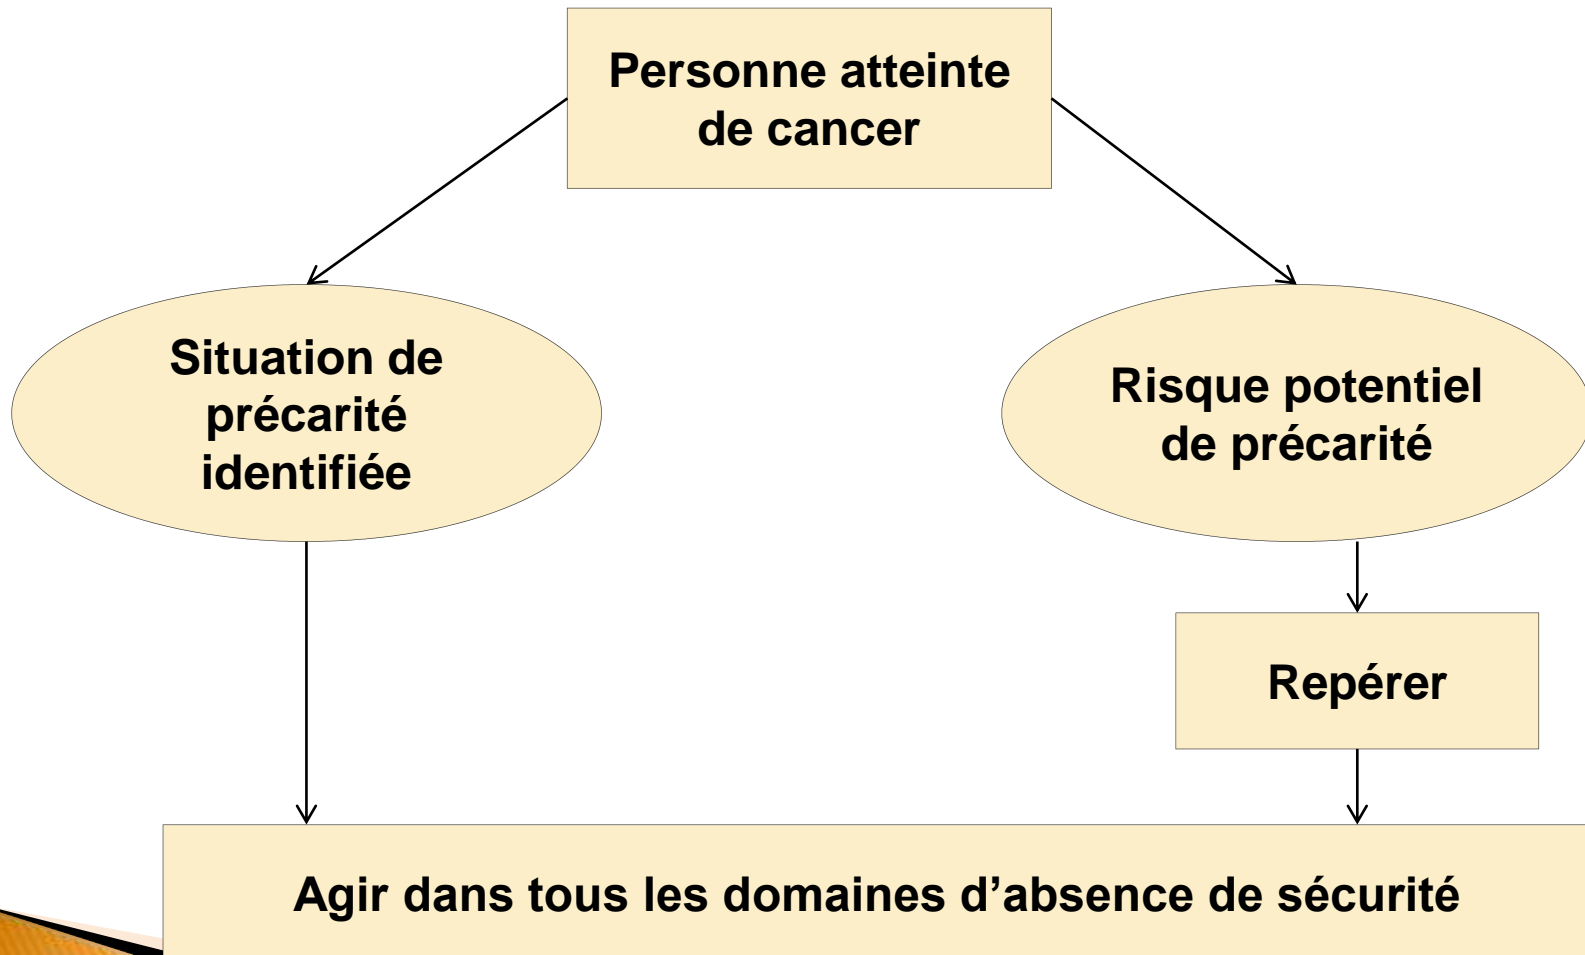 Personne atteinte
de cancer
Situation de
précarité
identifiée
Risque potentiel
de précarité
Repérer
Agir dans tous les domaines d’absence de sécurité